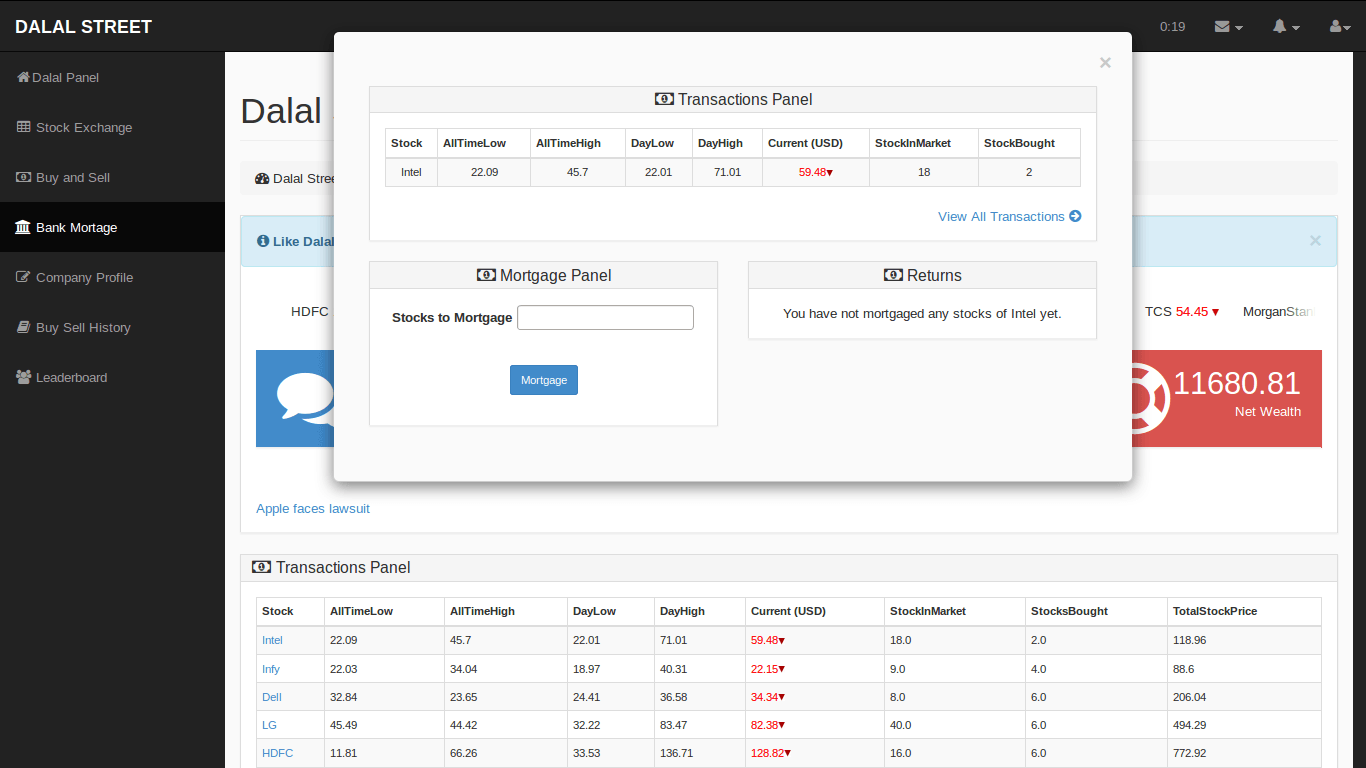 DALAL STREET
0:19
Dalal Panel
Stock Exchange
Buy and Sell
Bank Mortage
Company Profile
Buy Sell History
Leaderboard
×
Transactions Panel
Stock AllTimeLow AllTimeHigh DayLow DayHigh Current (USD) StockInMarket StockBought
Intel 22.09 45.7 22.01 71.01 59.48 18 2
View All Transactions
Mortgage Panel
Stocks to Mortgage
Mortgage
Returns
You have not mortgaged any stocks of Intel yet.
Dalal
Dalal Stree
Like Dalal
×
HDFC
TCS 54.45 MorganStan
11680.81
Net Wealth
Apple faces lawsuit
Transactions Panel
Stock AllTimeLow AllTimeHigh DayLow DayHigh Current (USD) StockInMarket StocksBought TotalStockPrice
Intel 22.09 45.7 22.01 71.01 59.48 18.0 2.0 118.96
Infy 22.03 34.04 18.97 40.31 22.15 9.0 4.0 88.6
Dell 32.84 23.65 24.41 36.58 34.34 8.0 6.0 206.04
LG 45.49 44.42 32.22 83.47 82.38 40.0 6.0 494.29
HDFC 11.81 66.26 33.53 136.71 128.82 16.0 6.0 772.92